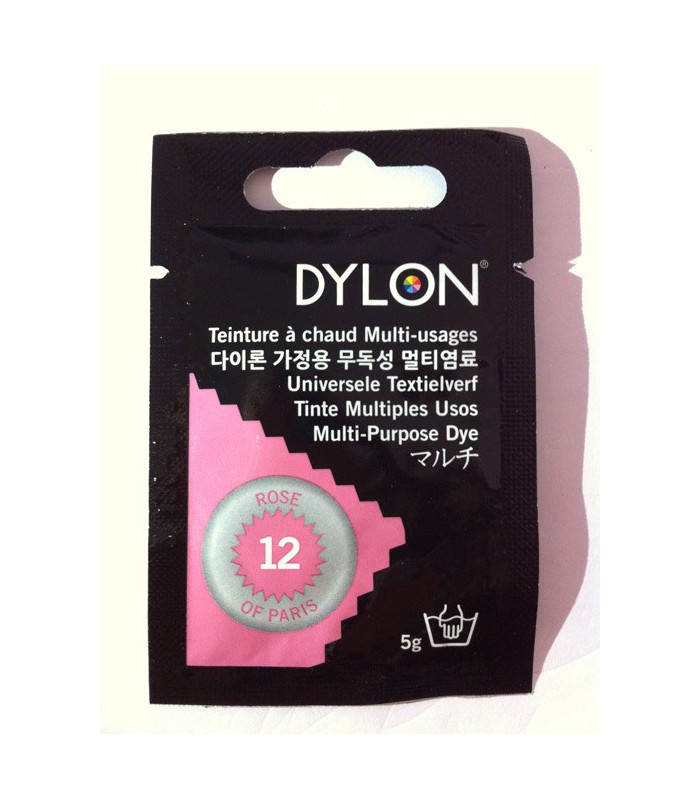 DYLON®
Teinture à chaud Multi-usages
다이론 가정용 무독성 멀티염료
Universele Textielverf
Tinte Multiples Usos
Multi-Purpose Dye
マルチ
ROSE
12
OF PARIS
5g